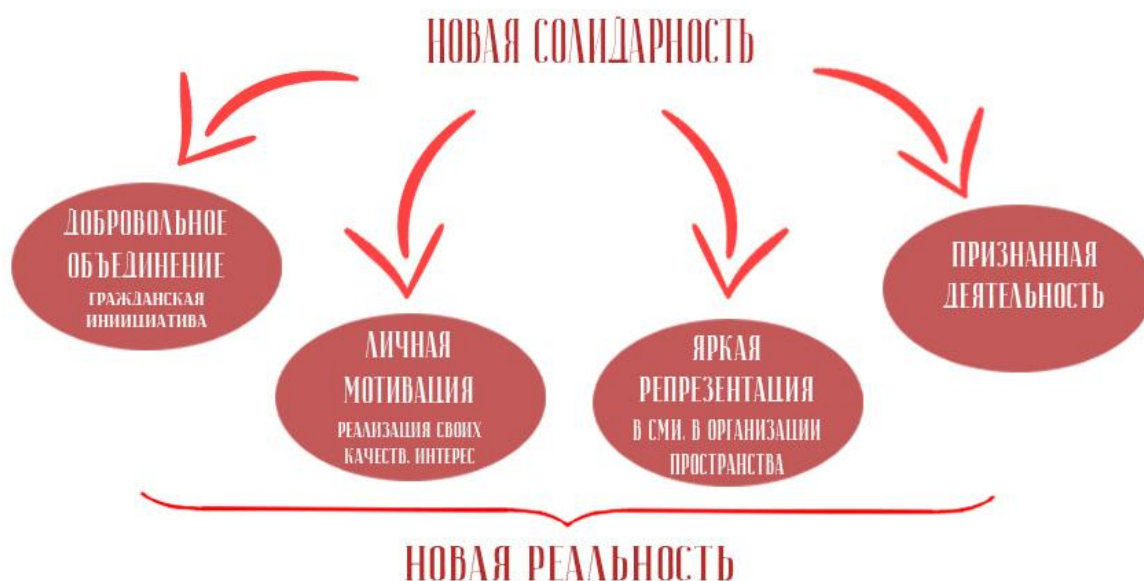 НОВАЯ СОЛИДАРНОСТЬ
ДОБРОВОЛЬНОЕ
ОБЪЕДИНЕНИЕ
ГРАЖДАНСКАЯ
ИНИИЦИАТИВА
ЛИЧНАЯ
МОТИВАЦИЯ
РЕАЛИЗАЦИЯ СВОИХ
КАЧЕСТВ. ИНТЕРЕС
ЯРКАЯ
РЕПРЕЗЕНТАЦИЯ
В СМИ. В ОРГАНИЗАЦИИ
ПРОСТРАНСТВА
ПРИЗНАННАЯ
ДЕЯТЕЛЬНОСТЬ
НОВАЯ РЕАЛЬНОСТЬ